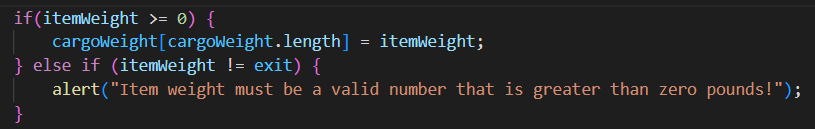 if(itemWeight >= 0) {
    cargoWeight[cargoWeight.length] = itemWeight;
} else if (itemWeight != exit) {
    alert("Item weight must be a valid number that is greater than zero pounds!");
}